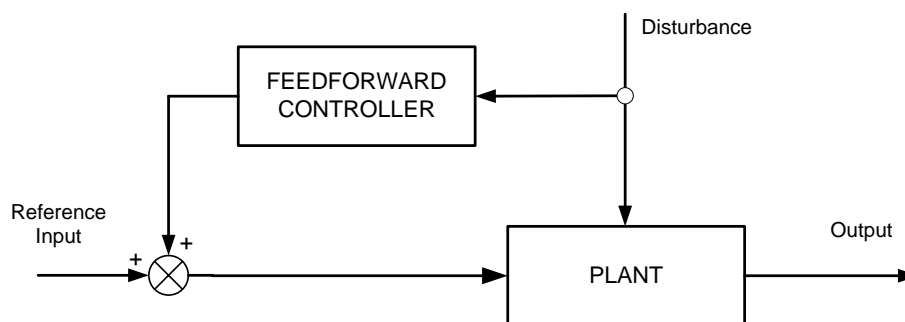 Disturbance
FEEDFORWARD
CONTROLLER
Reference
Input
+
+
Output
PLANT